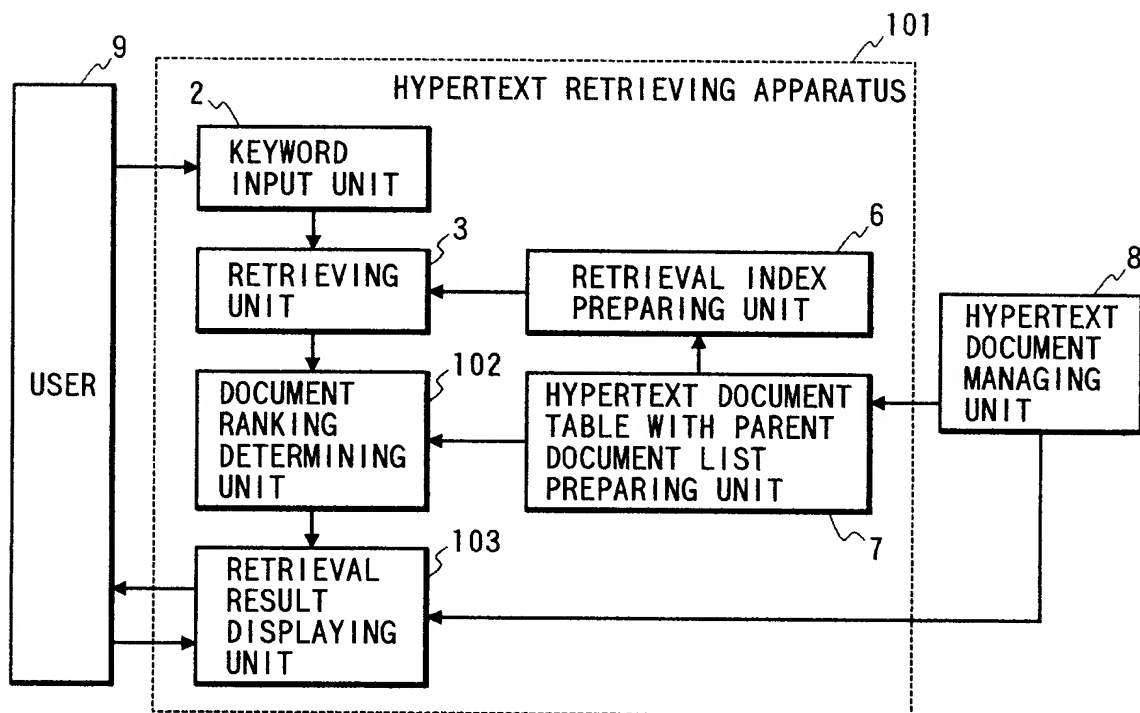 101
9
HYPERTEXT RETRIEVING APPARATUS
2
KEYWORD
INPUT UNIT
3
RETRIEVING
UNIT
6
RETRIEVAL INDEX
PREPARING UNIT
8
HYPERTEXT
DOCUMENT
MANAGING
UNIT
USER
102
DOCUMENT
RANKING
DETERMINING
UNIT
HYPERTEXT DOCUMENT
TABLE WITH PARENT
DOCUMENT LIST
PREPARING UNIT
7
103
RETRIEVAL
RESULT
DISPLAYING
UNIT